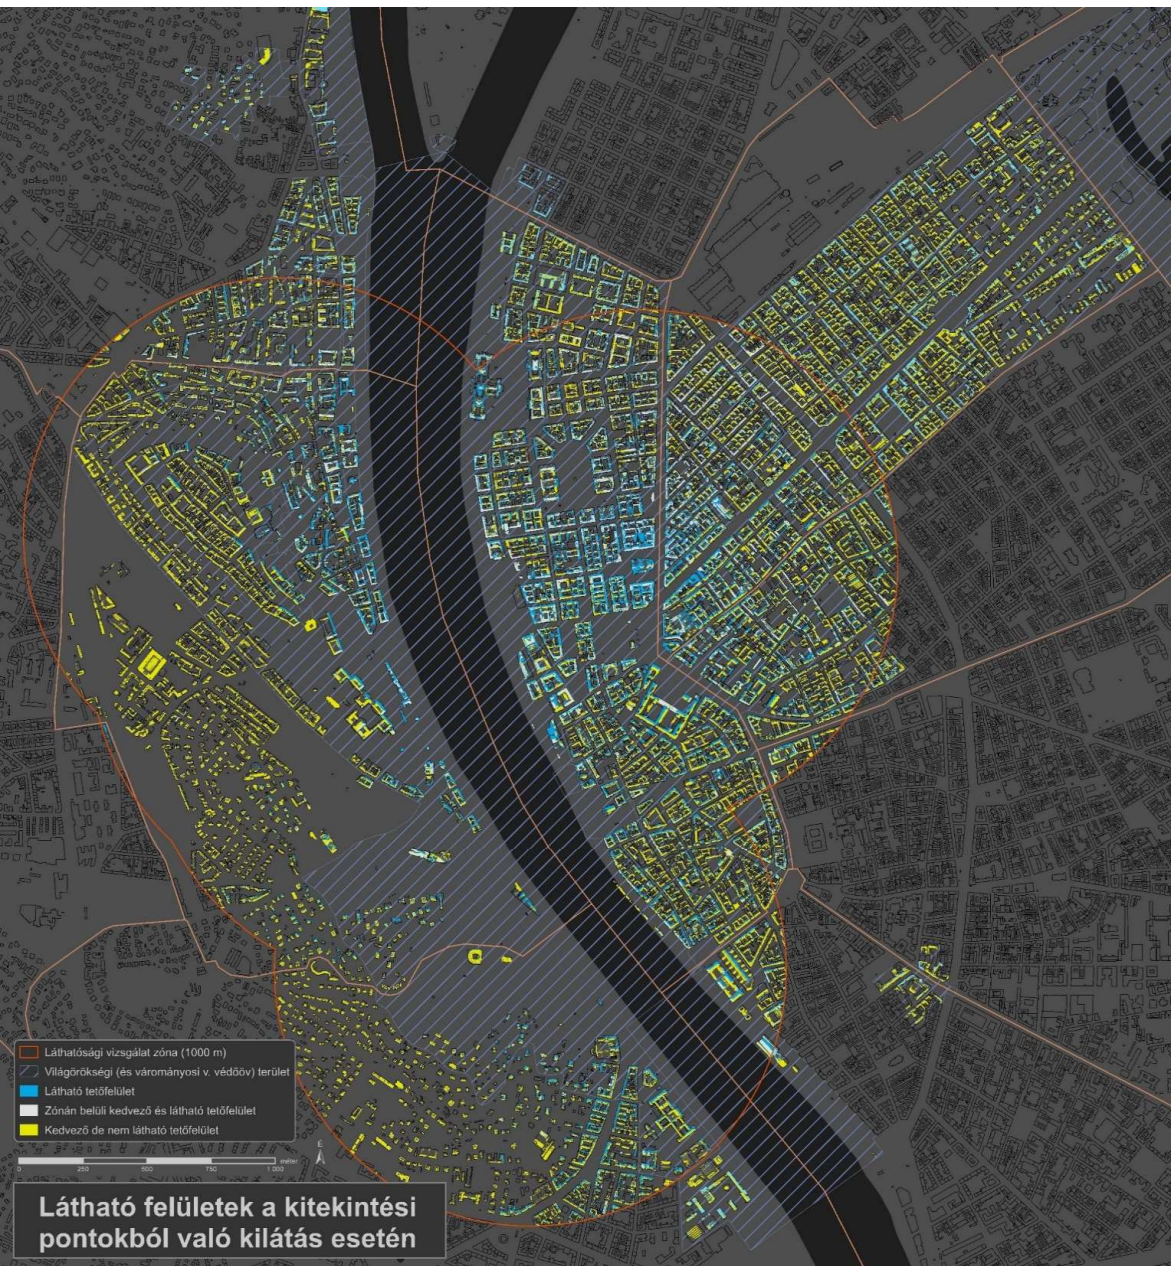 Láthatósági vizsgálat zóna (1000 m)
Világörökségi (és várományosi v. védőöv) terület
Látható tetőfelület
Zónán belüli kedvező és látható tetőfelület
Kedvező de nem látható tetőfelület
É
méter
0 250 500 750 1 000
Látható felületek a kitekintési
pontokból való kilátás esetén